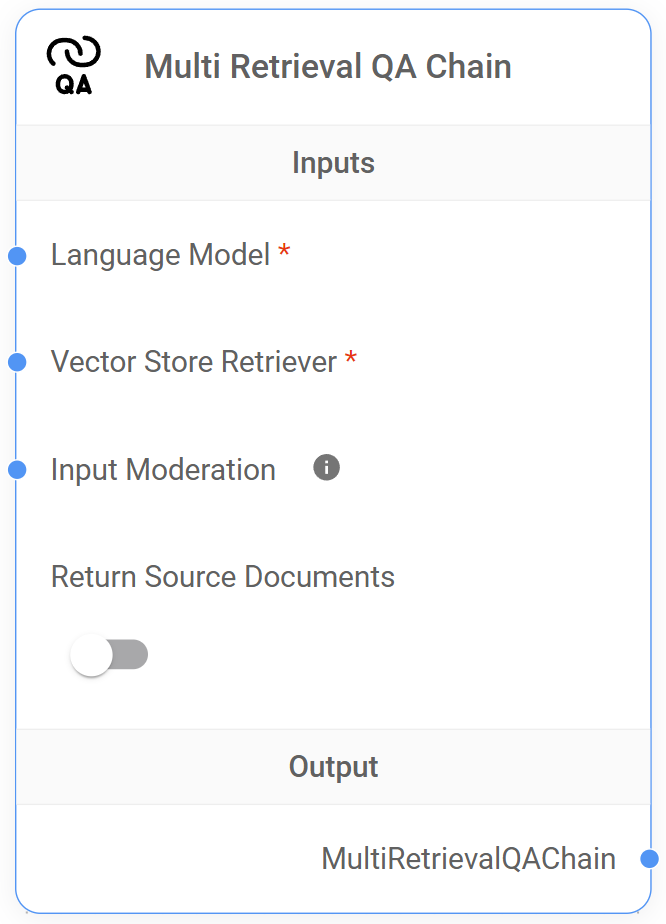 QA
Multi Retrieval QA Chain
Inputs
Language Model *
Vector Store Retriever *
Input Moderation i
Return Source Documents
Output
MultiRetrievalQAChain